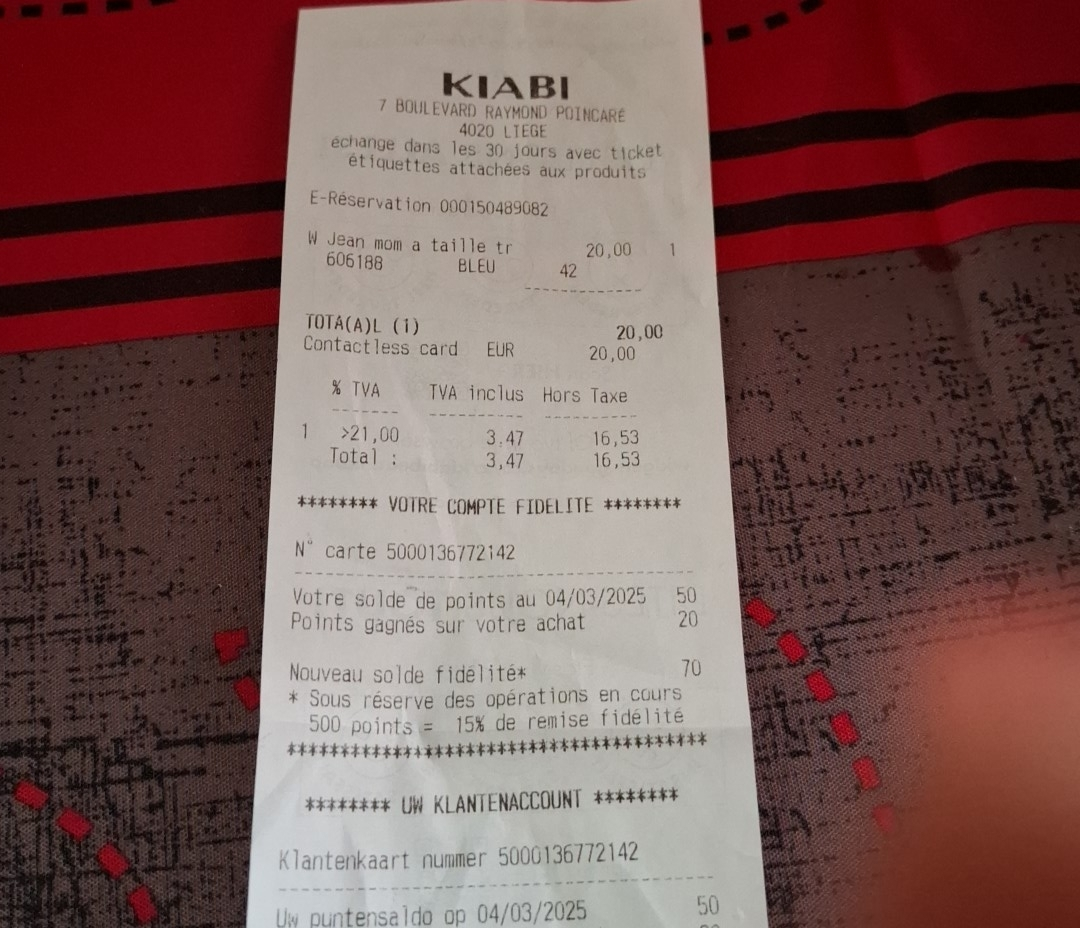 KIABI
7 BOULEVARD RAYMOND POINCARÉ
4020 LIEGE
échange dans les 30 jours avec ticket
étiquettes attachées aux produits
E-Réservation 000150489082
W Jean mom a taille tr 20,00 1
606188 BLEU 42
--------------
TOTA(A)L (1) 20,00
Contactless card EUR 20,00
% TVA TVA inclus Hors Taxe
------- ---------- ----------
1 >21,00 3,47 16,53
Total : 3,47 16,53
******** VOTRE COMPTE FIDELITE ********
N° carte 5000136772142
----------------------------------------
Votre solde de points au 04/03/2025 50
Points gagnés sur votre achat 20
Nouveau solde fidélité* 70
* Sous réserve des opérations en cours
500 points = 15% de remise fidélité
****************************************
******** UW KLANTENACCOUNT ********
Klantenkaart nummer 5000136772142
----------------------------------------
Uw puntensaldo op 04/03/2025 50